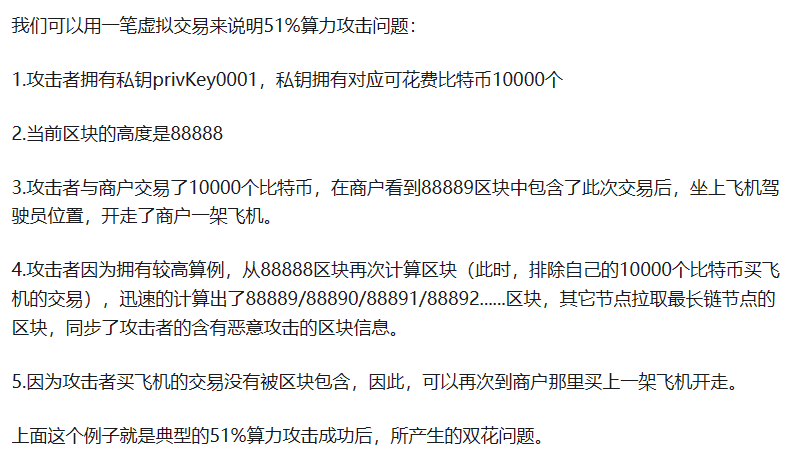 我们可以用一笔虚拟交易来说明51%算力攻击问题：
1.攻击者拥有私钥privKey0001，私钥拥有对应可花费比特币10000个
2.当前区块的高度是88888
3.攻击者与商户交易了10000个比特币，在商户看到88889区块中包含了此次交易后，坐上飞机驾
驶员位置，开走了商户一架飞机。
4.攻击者因为拥有较高算例，从88888区块再次计算区块（此时，排除自己的10000个比特币买飞
机的交易），迅速的计算出了88889/88890/88891/88892......区块，其它节点拉取最长链节点的
区块，同步了攻击者的含有恶意攻击的区块信息。
5.因为攻击者买飞机的交易没有被区块包含，因此，可以再次到商户那里买上一架飞机开走。
上面这个例子就是典型的51%算力攻击成功后，所产生的双花问题。